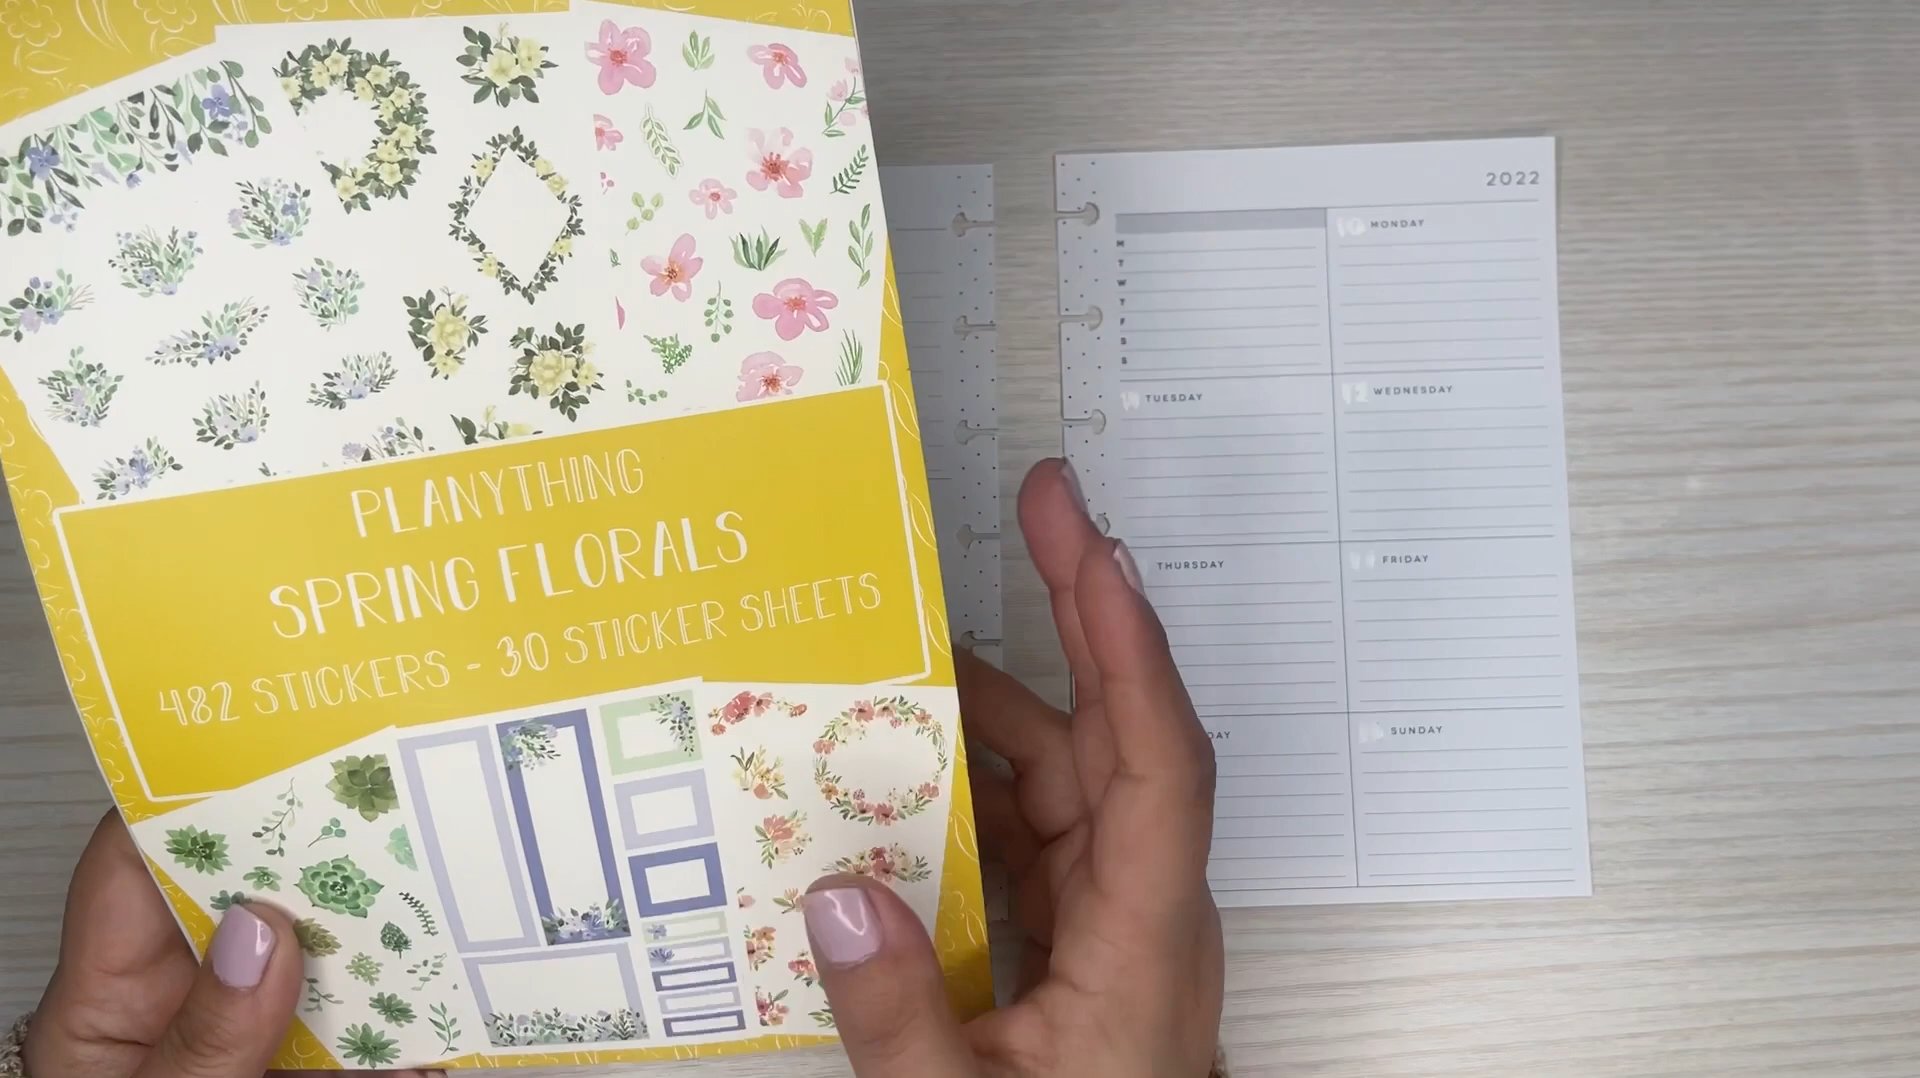 PLANYTHING
SPRING FLORALS
482 STICKERS - 30 STICKER SHEETS
2022
MONDAY
M
T
W
T
F
S
S
TUESDAY
WEDNESDAY
THURSDAY
FRIDAY
SUNDAY